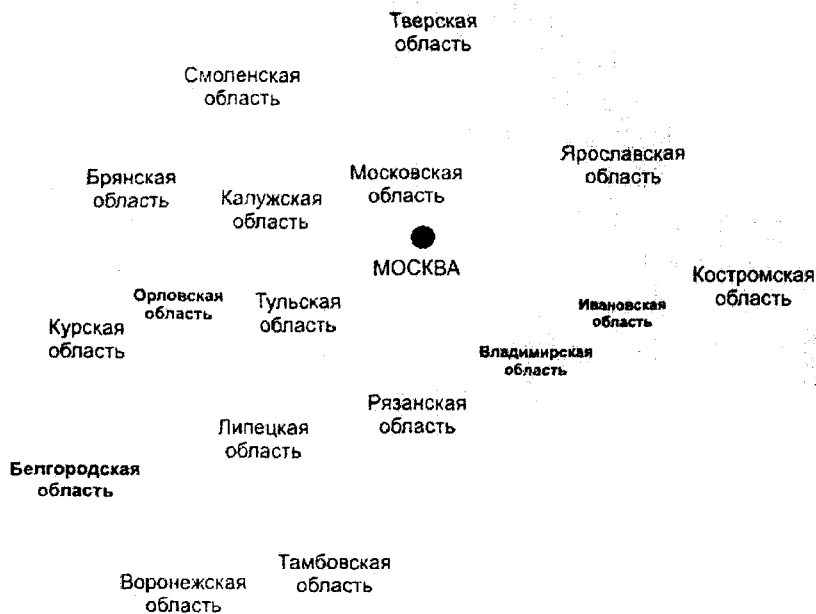 Тверская
область
Смоленская
область
Ярославская
область
Московская
область
Брянская
область
Калужская
область
МОСКВА
Костромская
область
Орловская
область
Тульская
область
Ивановская
область
Курская
область
Владимирская
область
Рязанская
область
Липецкая
область
Белгородская
область
Тамбовская
область
Воронежская
область